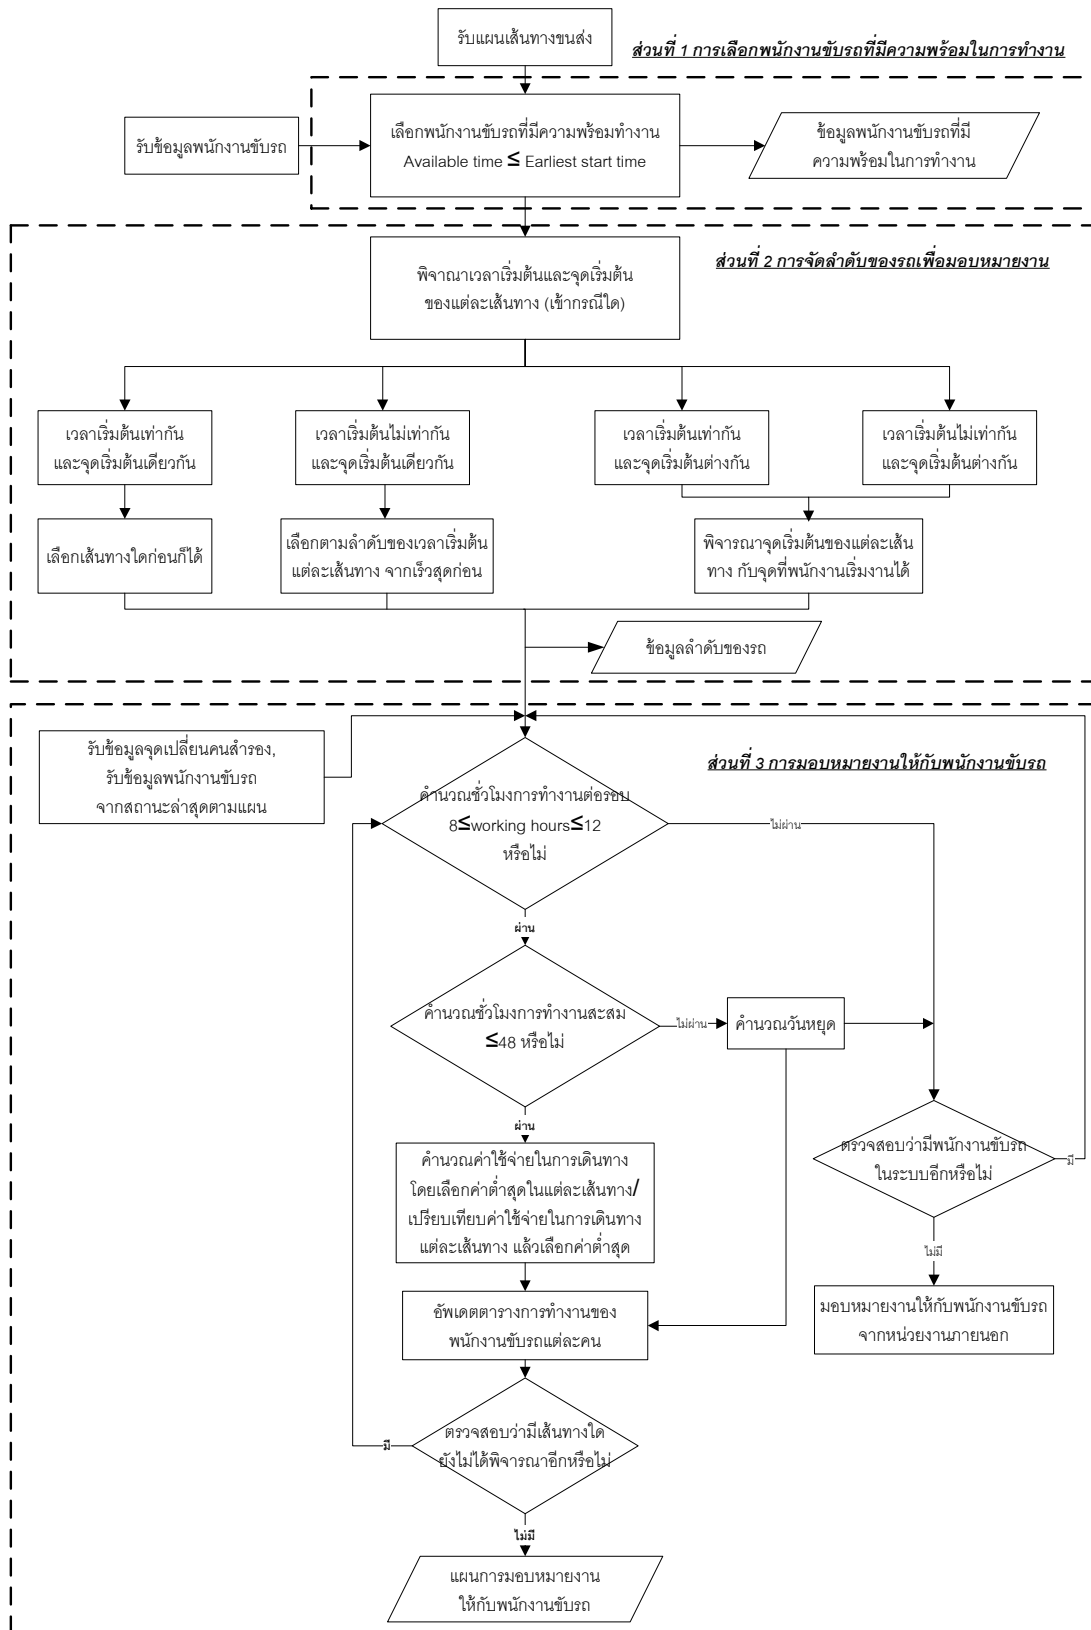 รับแผนเส้นทางขนส่ง
ส่วนที่ 1 การเลือกพนักงานขับรถที่มีความพร้อมในการทำงาน
รับข้อมูลพนักงานขับรถ
เลือกพนักงานขับรถที่มีความพร้อมทำงาน
Available time ≤ Earliest start time
ข้อมูลพนักงานขับรถที่มี
ความพร้อมในการทำงาน
ส่วนที่ 2 การจัดลำดับของรถเพื่อมอบหมายงาน
พิจาณาเวลาเริ่มต้นและจุดเริ่มต้น
ของแต่ละเส้นทาง (เข้ากรณีใด)
เวลาเริ่มต้นเท่ากัน
และจุดเริ่มต้นเดียวกัน
เวลาเริ่มต้นไม่เท่ากัน
และจุดเริ่มต้นเดียวกัน
เวลาเริ่มต้นเท่ากัน
และจุดเริ่มต้นต่างกัน
เวลาเริ่มต้นไม่เท่ากัน
และจุดเริ่มต้นต่างกัน
เลือกเส้นทางใดก่อนก็ได้
เลือกตามลำดับของเวลาเริ่มต้น
แต่ละเส้นทาง จากเร็วสุดก่อน
พิจารณาจุดเริ่มต้นของแต่ละเส้น
ทาง กับจุดที่พนักงานเริ่มงานได้
ข้อมูลลำดับของรถ
รับข้อมูลจุดเปลี่ยนคนสำรอง,
รับข้อมูลพนักงานขับรถ
จากสถานะล่าสุดตามแผน
ส่วนที่ 3 การมอบหมายงานให้กับพนักงานขับรถ
คำนวณชั่วโมงการทำงานต่อรอบ
8≤working hours≤12
หรือไม่
ไม่ผ่าน
ผ่าน
คำนวณชั่วโมงการทำงานสะสม
≤48 หรือไม่
ไม่ผ่าน
คำนวณวันหยุด
ผ่าน
ตรวจสอบว่ามีพนักงานขับรถ
ในระบบอีกหรือไม่
มี
คำนวณค่าใช้จ่ายในการเดินทาง
โดยเลือกค่าต่ำสุดในแต่ละเส้นทาง/
เปรียบเทียบค่าใช้จ่ายในการเดินทาง
แต่ละเส้นทาง แล้วเลือกค่าต่ำสุด
ไม่มี
อัพเดตตารางการทำงานของ
พนักงานขับรถแต่ละคน
มอบหมายงานให้กับพนักงานขับรถ
จากหน่วยงานภายนอก
ตรวจสอบว่ามีเส้นทางใด
ยังไม่ได้พิจารณาอีกหรือไม่
มี
ไม่มี
แผนการมอบหมายงาน
ให้กับพนักงานขับรถ